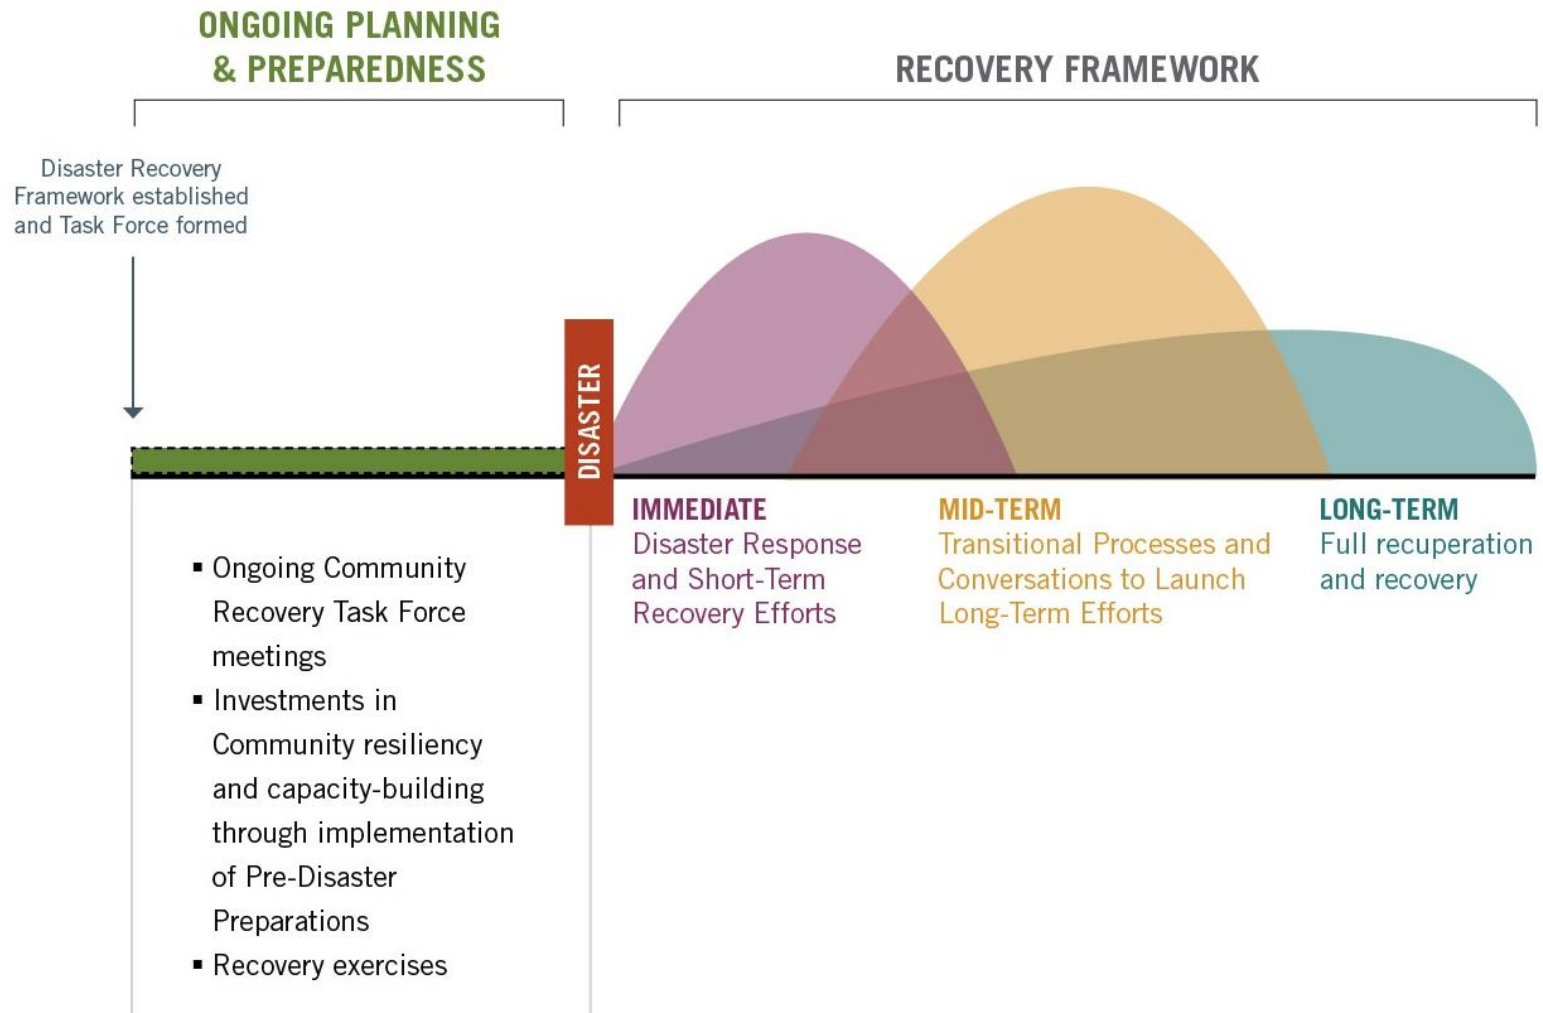 ONGOING PLANNING
& PREPAREDNESS
RECOVERY FRAMEWORK
Disaster Recovery
Framework established
and Task Force formed
DISASTER
IMMEDIATE
Disaster Response
and Short-Term
Recovery Efforts
MID-TERM
Transitional Processes and
Conversations to Launch
Long-Term Efforts
LONG-TERM
Full recuperation
and recovery
▪ Ongoing Community
Recovery Task Force
meetings
▪ Investments in
Community resiliency
and capacity-building
through implementation
of Pre-Disaster
Preparations
▪ Recovery exercises